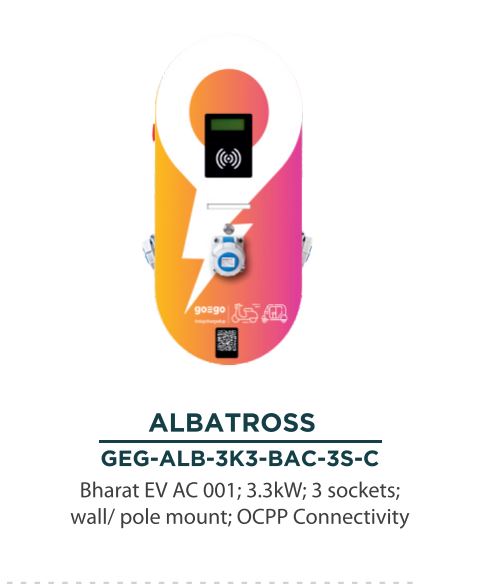 goego
ALBATROSS
GEG-ALB-3K3-BAC-3S-C
Bharat EV AC 001; 3.3kW; 3 sockets;
wall/ pole mount; OCPP Connectivity